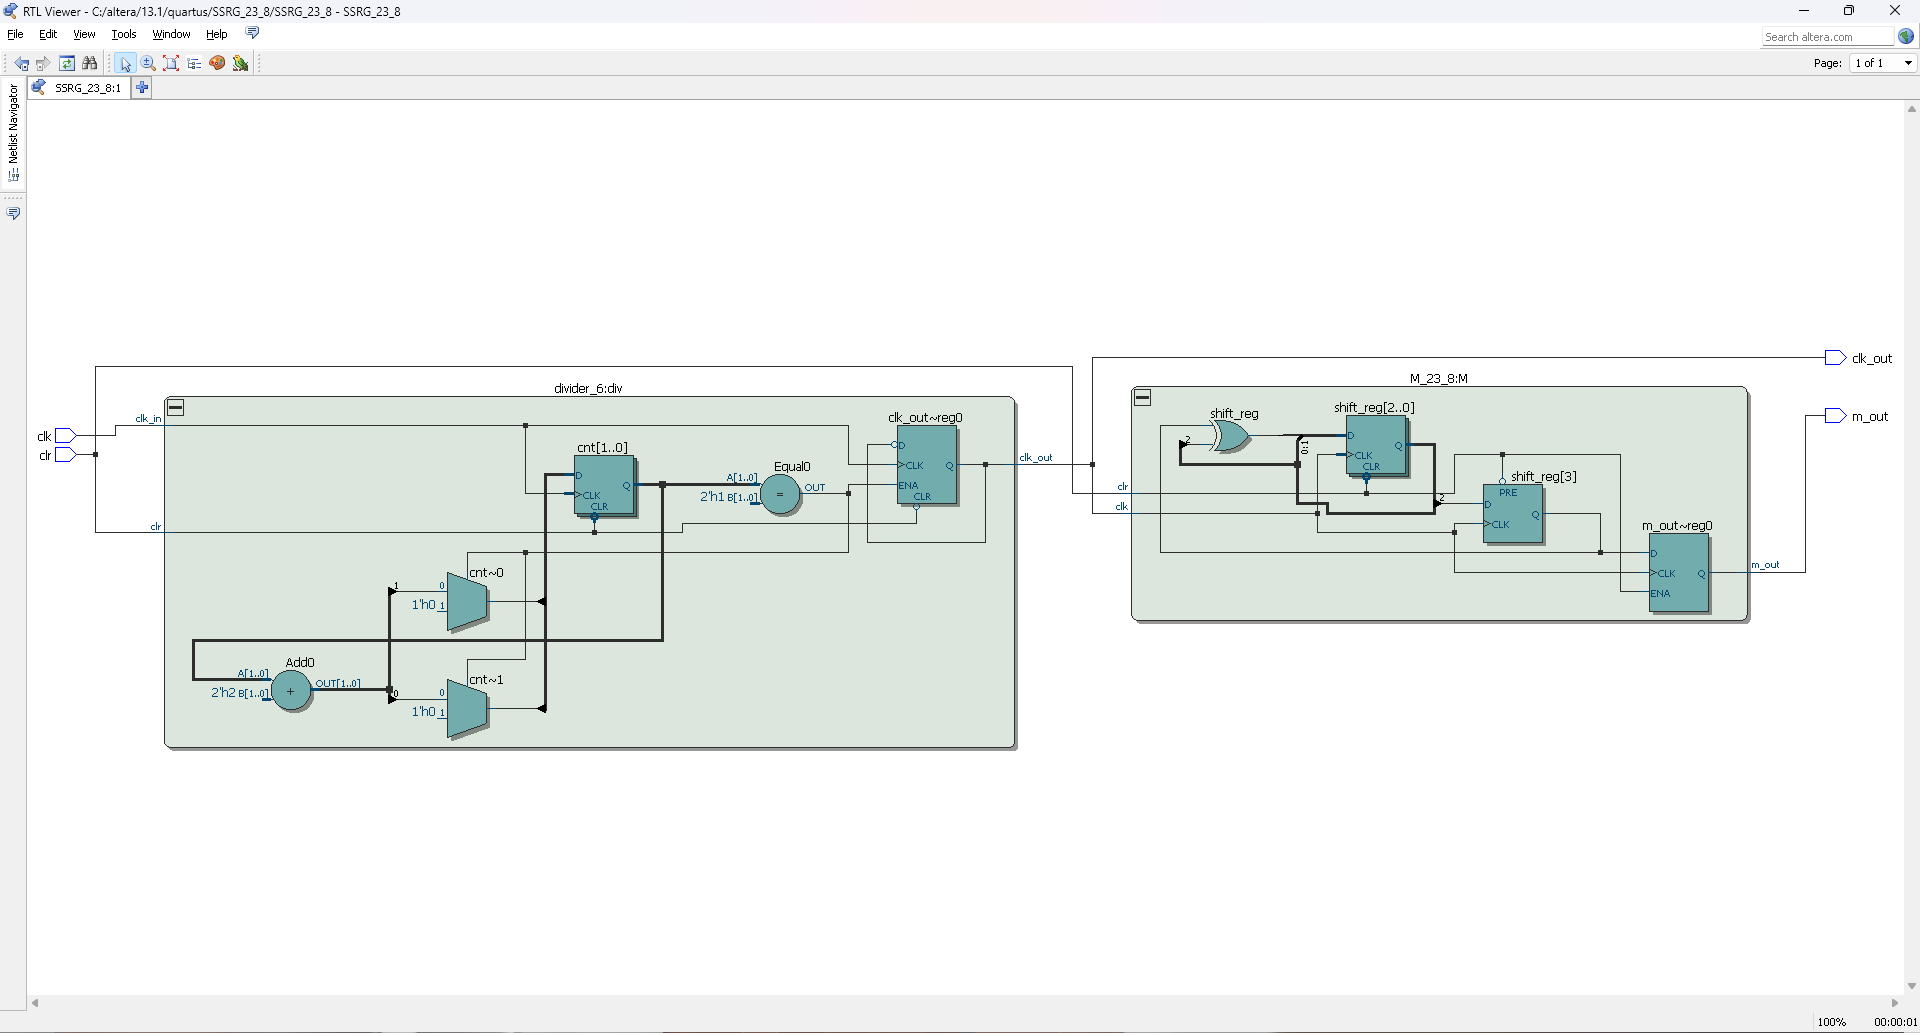 RTL Viewer - C:/altera/13.1/quartus/SSRG_23_8/SSRG_23_8 - SSRG_23_8
File Edit View Tools Window Help
Search altera.com
Page: 1 of 1
SSRG_23_8:1
Netlist Navigator
clk_out
M_23_8:M
divider_6:div
shift_reg
shift_reg[2..0]
m_out
clk_in
clk_out~reg0
2
D
Q
0:1
clk
cnt[1..0]
D
CLK
clr
Equal0
CLK
Q
clk_out
CLR
shift_reg[3]
D
Q
A[1..0]
=
OUT
ENA
clr
PRE
CLK
2'h1 B[1..0]
CLR
2
D
CLR
clk
Q
clr
CLK
m_out~reg0
D
cnt~0
m_out
1
0
CLK
Q
1'h0 1
ENA
Add0
A[1..0]
cnt~1
+
OUT[1..0]
2'h2 B[1..0]
0
0
1'h0 1
100% 00:00:01